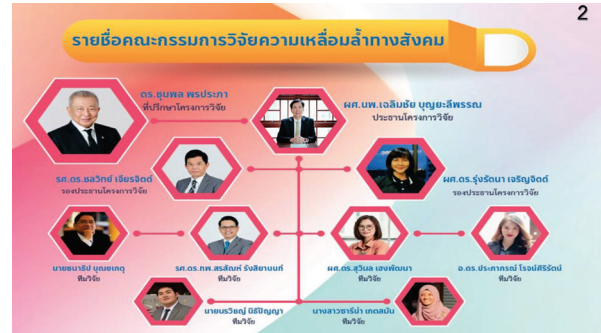 2
รายชื่อคณะกรรมการวิจัยความเหลื่อมล้ำทางสังคม
ดร.ชุมพล พรประภา
ที่ปรึกษาโครงการวิจัย
ผศ.นพ.เฉลิมชัย บุญยะลีพรรณ
ประธานโครงการวิจัย
รศ.ดร.ชลวิทย์ เจียรจิตต์
รองประธานโครงการวิจัย
ผศ.ดร.รุ่งรัตนา เจริญจิตต์
รองประธานโครงการวิจัย
นายชนาธิป บุณยเกตุ
ทีมวิจัย
รศ.ดร.ทพ.สรสัณห์ รังสิยานนท์
ทีมวิจัย
ผศ.ดร.สุวิมล เฮงพัฒนา
ทีมวิจัย
อ.ดร.ประภาภรณ์ โรจน์ศิริรัตน์
ทีมวิจัย
นายนรวิชญ์ นิธิปัญญา
ทีมวิจัย
นางสาวซารีน่า เกตสมัน
ทีมวิจัย